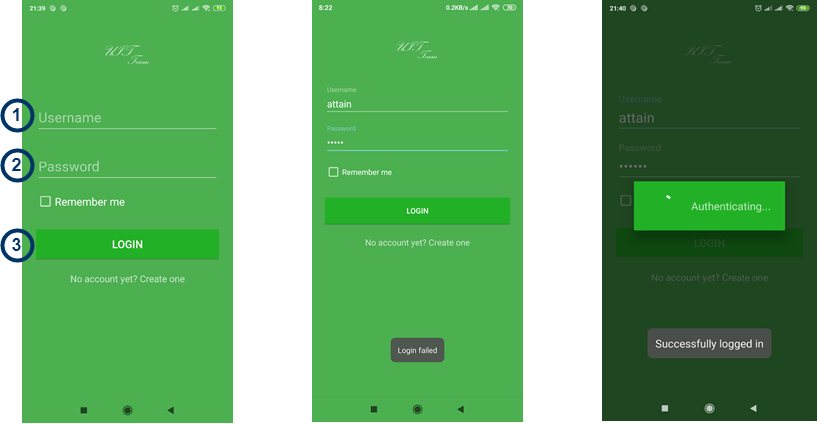 21:39
93
UIT
Team
1
Username
2
Password
Remember me
3
LOGIN
No account yet? Create one
8:22
0.2KB/s
UIT
Team
Username
attain
Password
•••••
Remember me
LOGIN
No account yet? Create one
Login failed
21:40
UIT
Team
Username
attain
Password
••••••
Authenticating...
LOGIN
No account yet? Create one
Successfully logged in